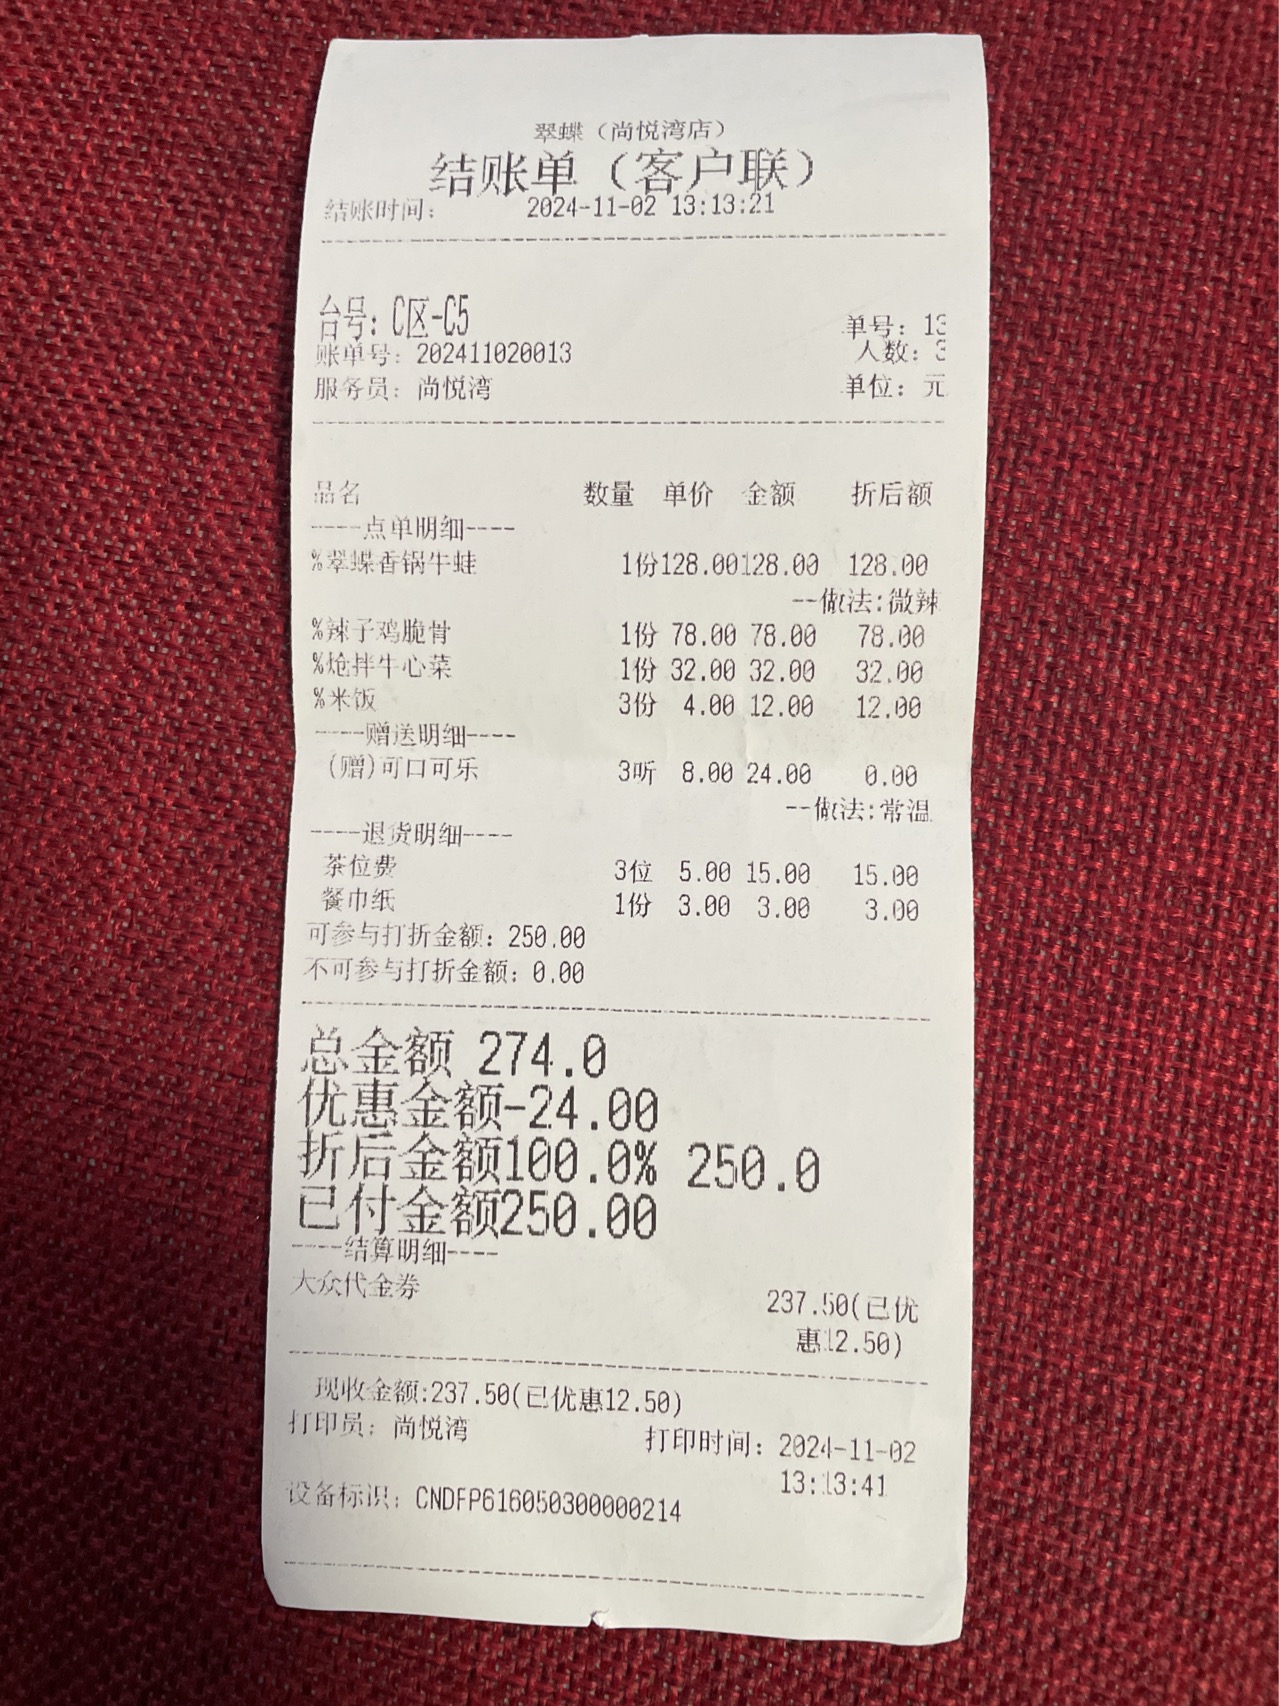 翠蝶（尚悦湾店）
结账单（客户联）
结账时间： 2024-11-02 13:13:21
台号：C区-C5
单号：13
账单号：202411020013 人数：3
服务员：尚悦湾 单位：元
品名 数量 单价 金额 折后额
----点单明细----
%翠蝶香锅牛蛙 1份 128.00 128.00 128.00
--做法:微辣
%辣子鸡脆骨 1份 78.00 78.00 78.00
%炝拌牛心菜 1份 32.00 32.00 32.00
%米饭 3份 4.00 12.00 12.00
----赠送明细----
(赠)可口可乐 3听 8.00 24.00 0.00
--做法:常温
----退货明细----
茶位费 3位 5.00 15.00 15.00
餐巾纸 1份 3.00 3.00 3.00
可参与打折金额：250.00
不可参与打折金额：0.00
总金额 274.0
优惠金额-24.00
折后金额100.0% 250.0
已付金额250.00
----结算明细----
大众代金券
237.50(已优
惠12.50)
现收金额:237.50(已优惠12.50)
打印员：尚悦湾 打印时间：2024-11-02
13:13:41
设备标识：CNDFP616050300000214